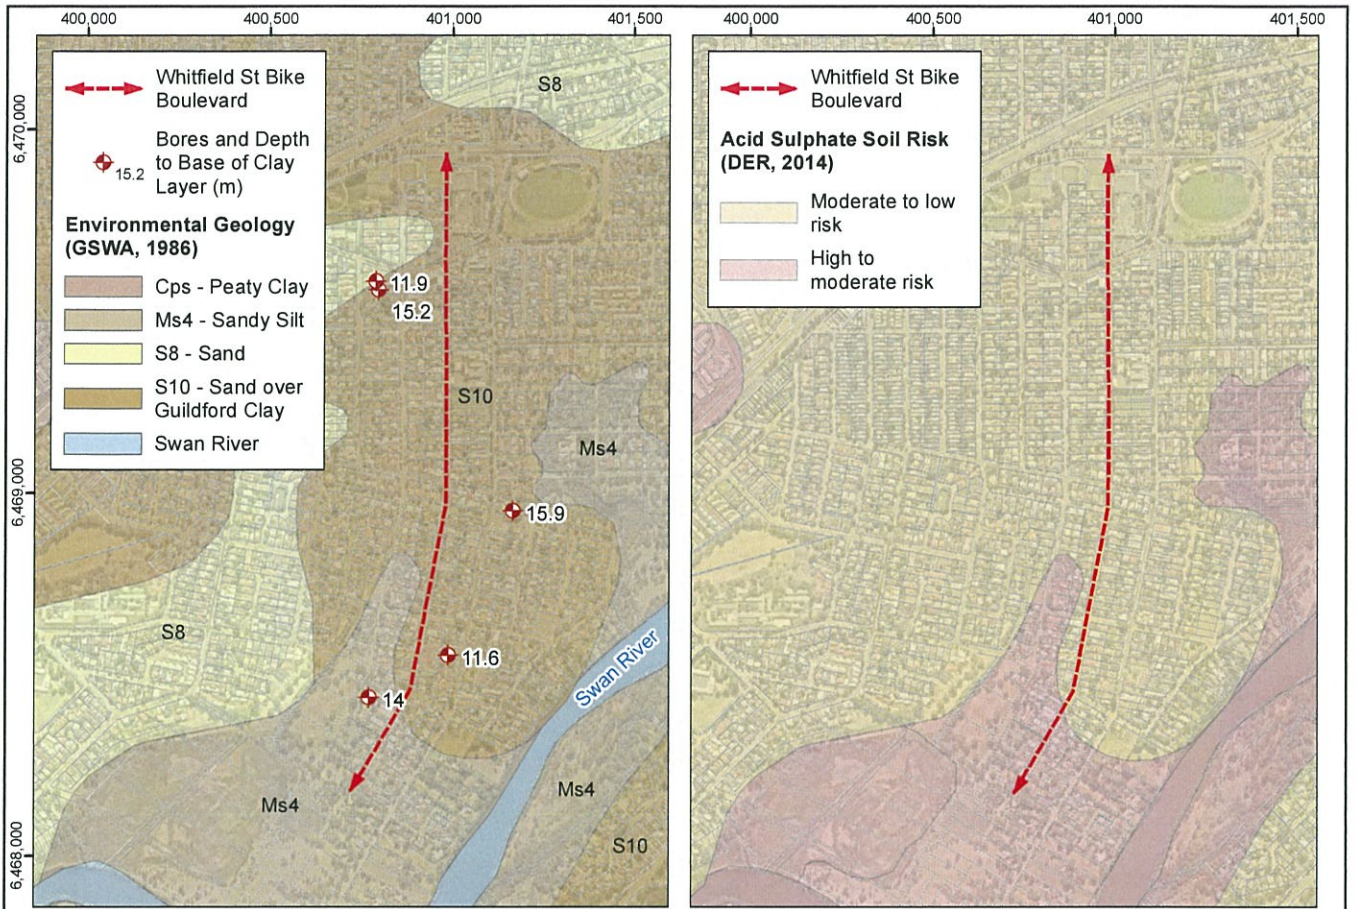 400,000
400,500
401,000
401,500
400,000
400,500
401,000
401,500
6,470,000
6,469,000
6,468,000
Whitfield St Bike
Boulevard
Bores and Depth
to Base of Clay
Layer (m)
15.2
Environmental Geology
(GSWA, 1986)
Cps - Peaty Clay
Ms4 - Sandy Silt
S8 - Sand
S10 - Sand over
Guildford Clay
Swan River
S8
11.9
15.2
S10
Ms4
15.9
S8
11.6
Swan River
14
Ms4
Ms4
S10
Whitfield St Bike
Boulevard
Acid Sulphate Soil Risk
(DER, 2014)
Moderate to low
risk
High to
moderate risk